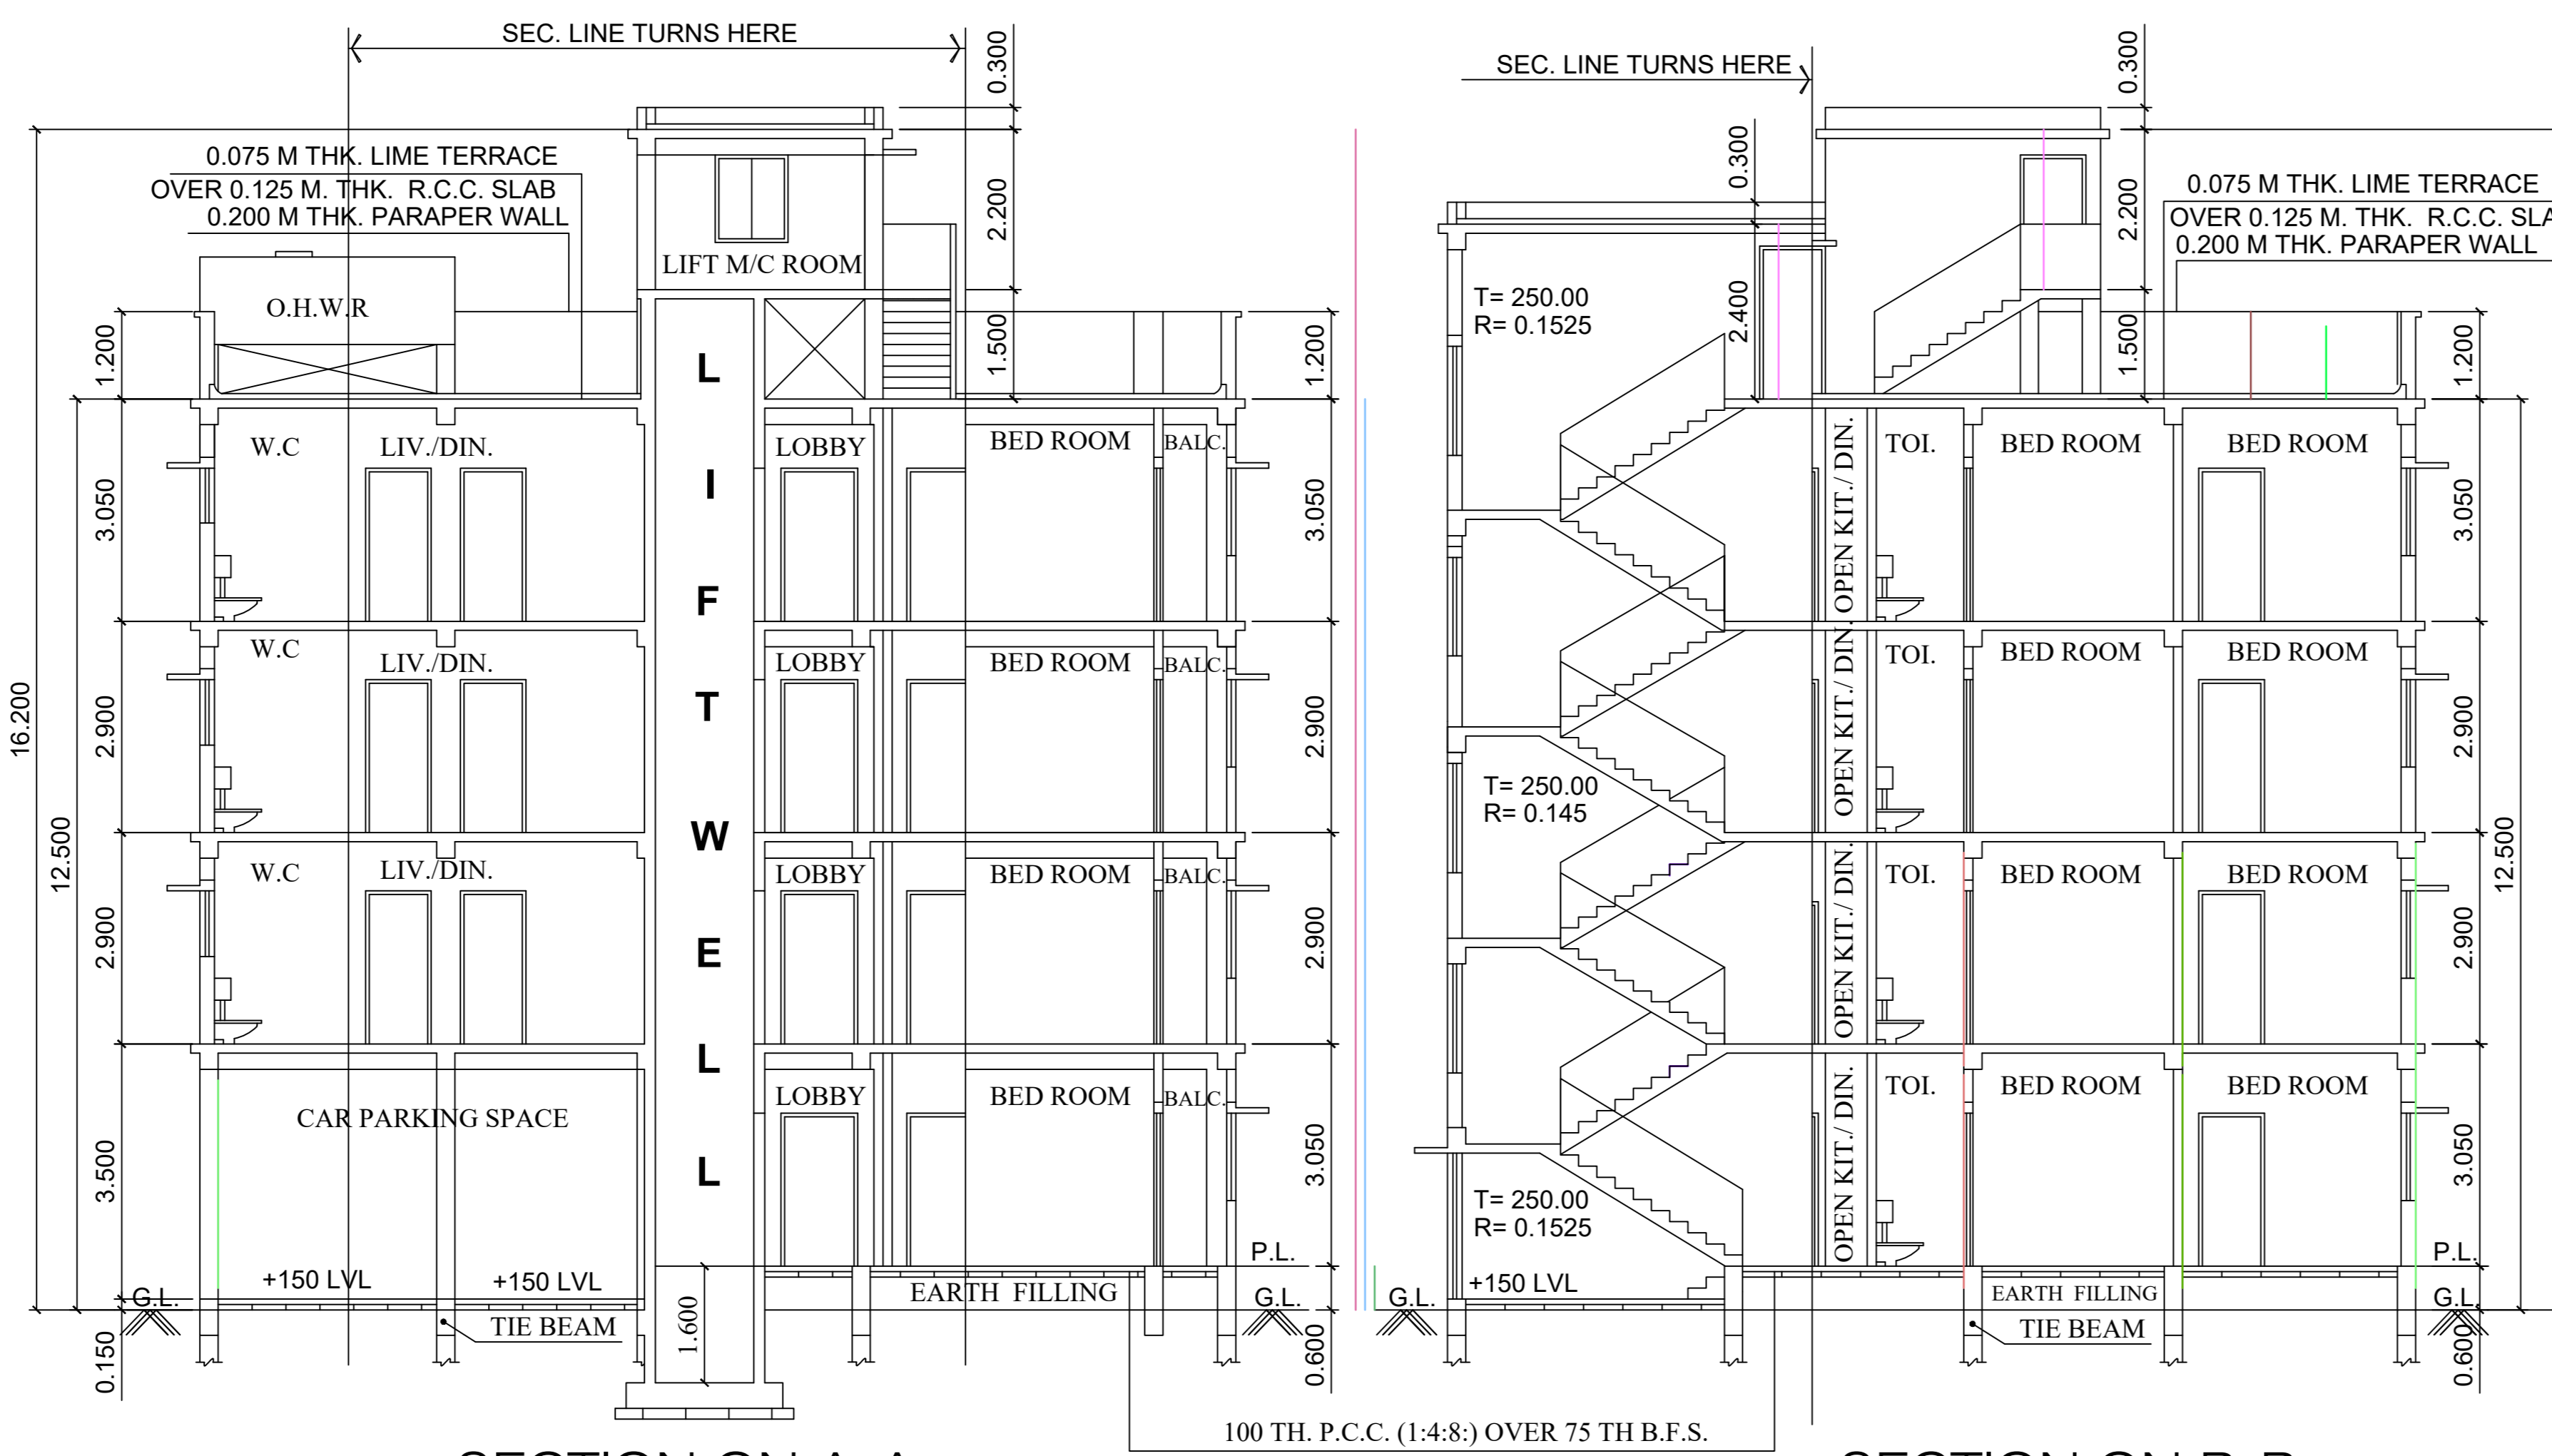 SEC. LINE TURNS HERE
0.300
0.075 M THK. LIME TERRACE
OVER 0.125 M. THK. R.C.C. SLAB
0.200 M THK. PARAPER WALL
2.200
LIFT M/C ROOM
O.H.W.R
1.200
1.500
1.200
W.C
LIV./DIN.
LOBBY
BED ROOM
BALC.
3.050
3.050
W.C
LIV./DIN.
LOBBY
BED ROOM
BALC.
2.900
2.900
W.C
LIV./DIN.
LOBBY
BED ROOM
BALC.
2.900
2.900
16.200
12.500
LIFT WELL
CAR PARKING SPACE
LOBBY
BED ROOM
BALC.
3.500
3.050
+150 LVL
+150 LVL
P.L.
G.L.
EARTH FILLING
G.L.
TIE BEAM
1.600
0.150
0.600
100 TH. P.C.C. (1:4:8:) OVER 75 TH B.F.S.
SECTION ON A-A
SEC. LINE TURNS HERE
0.300
0.300
2.200
0.075 M THK. LIME TERRACE
OVER 0.125 M. THK. R.C.C. SLA
0.200 M THK. PARAPER WALL
T= 250.00
R= 0.1525
2.400
1.500
1.200
OPEN KIT./ DIN.
TOI.
BED ROOM
BED ROOM
3.050
OPEN KIT./ DIN.
TOI.
BED ROOM
BED ROOM
2.900
T= 250.00
R= 0.145
OPEN KIT./ DIN.
TOI.
BED ROOM
BED ROOM
2.900
12.500
OPEN KIT./ DIN.
TOI.
BED ROOM
BED ROOM
3.050
T= 250.00
R= 0.1525
+150 LVL
P.L.
G.L.
EARTH FILLING
G.L.
TIE BEAM
0.600
SECTION ON B-B